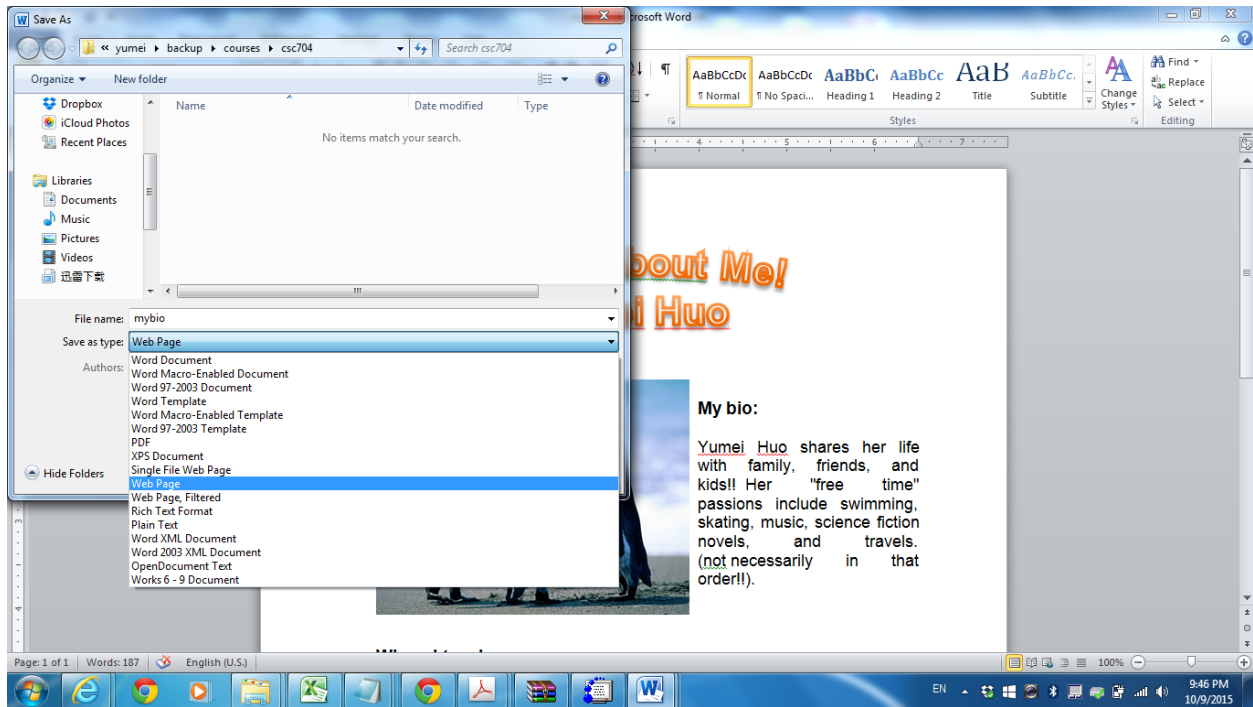 Save As
crosoft Word
« yumei ▸ backup ▸ courses ▸ csc704
Search csc704
Organize
New folder
Dropbox
iCloud Photos
Recent Places
Libraries
Documents
Music
Pictures
Videos
迅雷下载
Name
Date modified
Type
No items match your search.
File name:
mybio
Save as type:
Web Page
Authors:
Word Document
Word Macro-Enabled Document
Word 97-2003 Document
Word Template
Word Macro-Enabled Template
Word 97-2003 Template
PDF
XPS Document
Single File Web Page
Web Page
Web Page, Filtered
Rich Text Format
Plain Text
Word XML Document
Word 2003 XML Document
OpenDocument Text
Works 6 - 9 Document
Hide Folders
AaBbCcDc
¶ Normal
AaBbCcDc
¶ No Spaci...
AaBbC
Heading 1
AaBbCc
Heading 2
AaB
Title
AaBbCc.
Subtitle
Change
Styles
Styles
Find
Replace
Select
Editing
4 5 6 7
bout Me!
i Huo
My bio:
Yumei Huo shares her life
with family, friends, and
kids!! Her "free time"
passions include swimming,
skating, music, science fiction
novels, and travels.
(not necessarily in that
order!!).
Page: 1 of 1
Words: 187
English (U.S.)
100%
EN
9:46 PM
10/9/2015